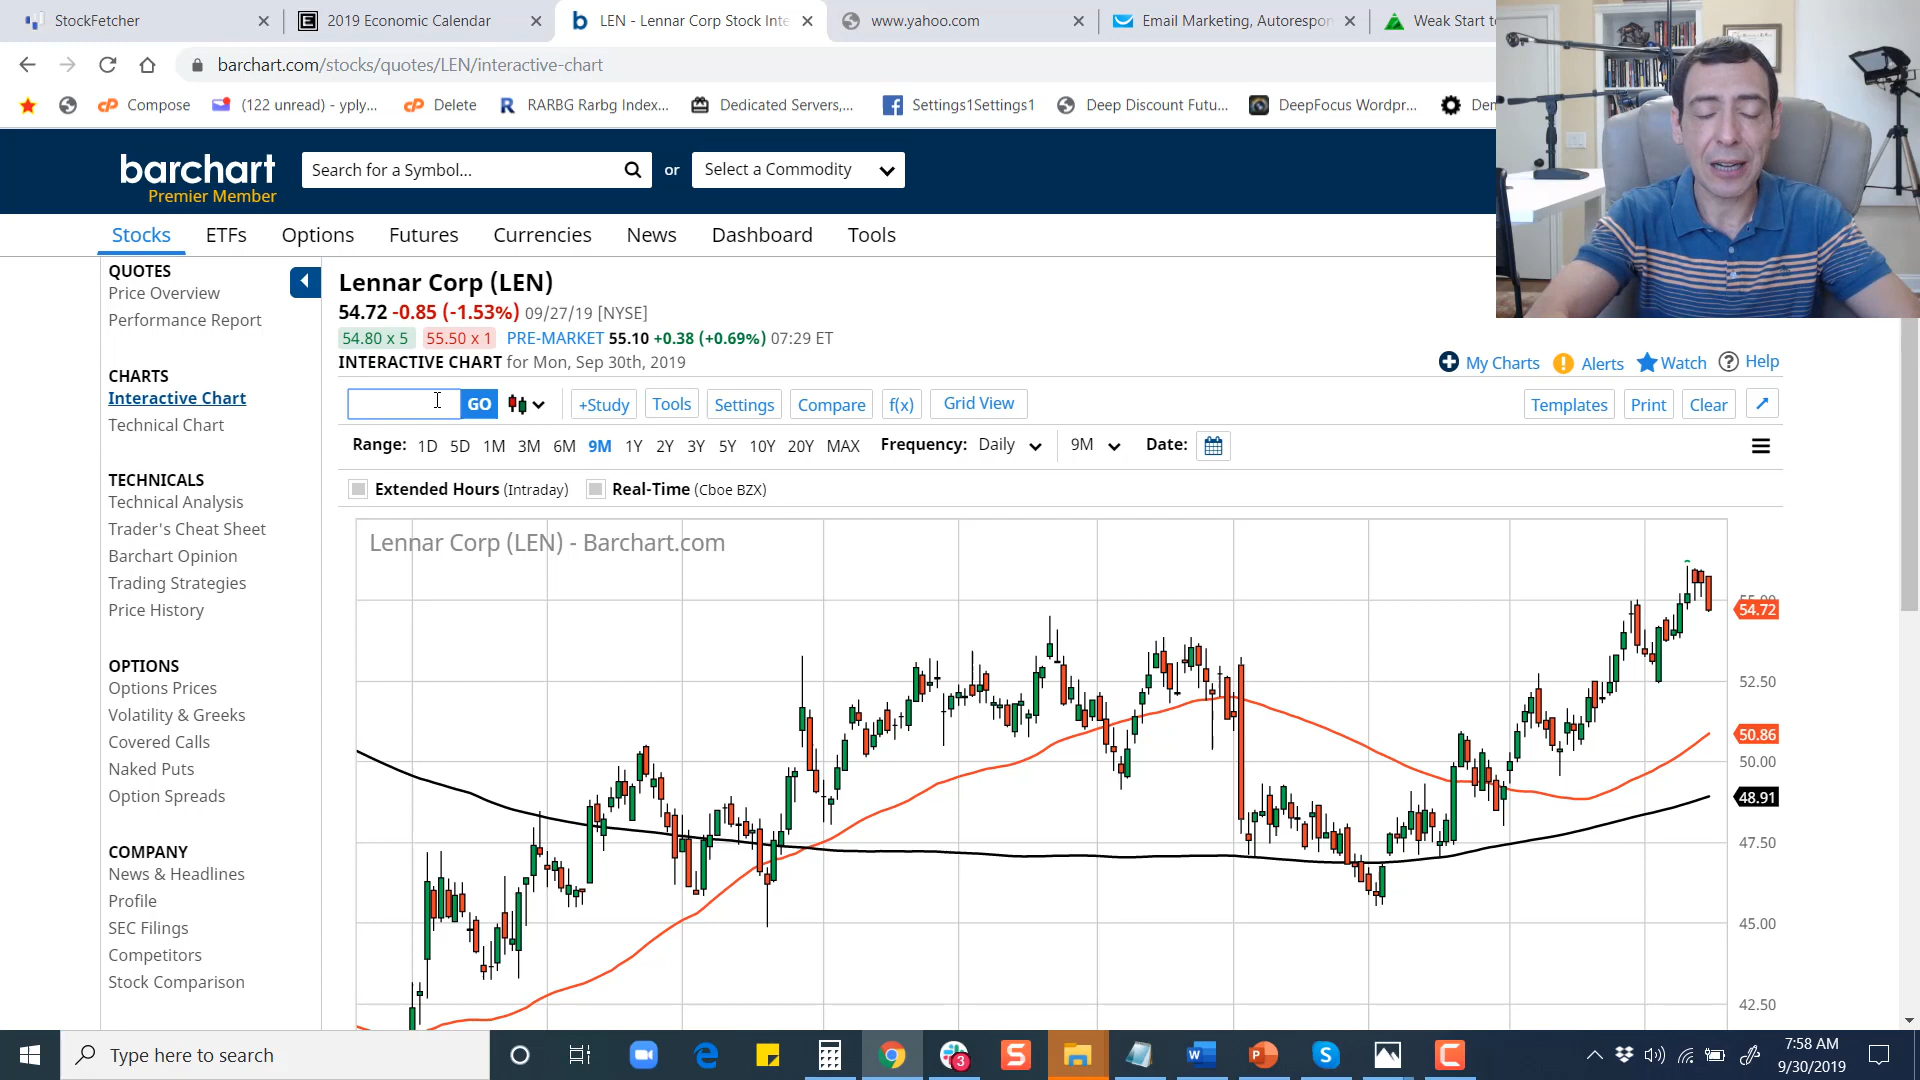 StockFetcher
2019 Economic Calendar
LEN - Lennar Corp Stock Inte
www.yahoo.com
Email Marketing, Autorespon
Weak Start to
barchart.com/stocks/quotes/LEN/interactive-chart
Compose
(122 unread) - yply...
Delete
RARBG Rarbg Index...
Dedicated Servers,...
Settings1Settings1
Deep Discount Futu...
DeepFocus Wordpr...
Den
barchart
Premier Member
Search for a Symbol...
or
Select a Commodity
Stocks
ETFs
Options
Futures
Currencies
News
Dashboard
Tools
QUOTES
Price Overview
Performance Report
CHARTS
Interactive Chart
Technical Chart
TECHNICALS
Technical Analysis
Trader's Cheat Sheet
Barchart Opinion
Trading Strategies
Price History
OPTIONS
Options Prices
Volatility & Greeks
Covered Calls
Naked Puts
Option Spreads
COMPANY
News & Headlines
Profile
SEC Filings
Competitors
Stock Comparison
Lennar Corp (LEN)
54.72 -0.85 (-1.53%) 09/27/19 [NYSE]
54.80 x 5 55.50 x 1 PRE-MARKET 55.10 +0.38 (+0.69%) 07:29 ET
INTERACTIVE CHART for Mon, Sep 30th, 2019
My Charts
Alerts
Watch
Help
GO
+Study
Tools
Settings
Compare
f(x)
Grid View
Templates
Print
Clear
Range: 1D 5D 1M 3M 6M 9M 1Y 2Y 3Y 5Y 10Y 20Y MAX
Frequency: Daily
9M
Date:
Extended Hours (Intraday)
Real-Time (Cboe BZX)
Lennar Corp (LEN) - Barchart.com
55.00
54.72
52.50
50.86
50.00
48.91
47.50
45.00
42.50
Type here to search
3
7:58 AM
9/30/2019